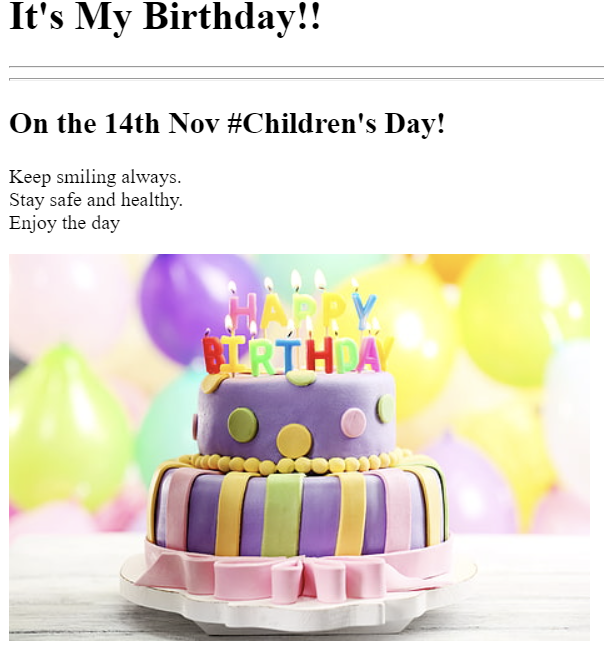 It's My Birthday!!
On the 14th Nov #Children's Day!
Keep smiling always.
Stay safe and healthy.
Enjoy the day
HAPPY
BIRTHDAY